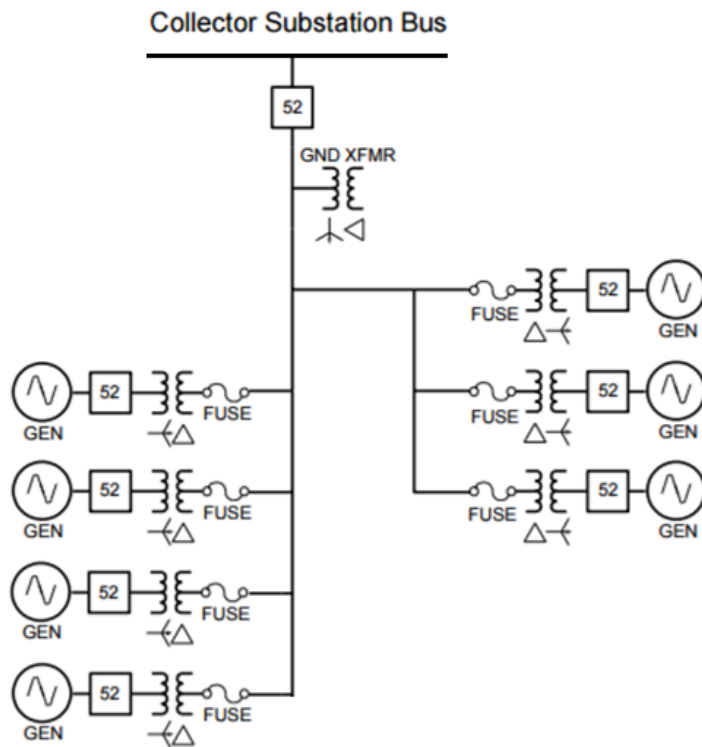 Collector Substation Bus
52
GND XFMR
52
FUSE
GEN
52
FUSE
GEN
52
FUSE
GEN
52
FUSE
GEN
52
FUSE
GEN
52
FUSE
GEN
52
FUSE
GEN